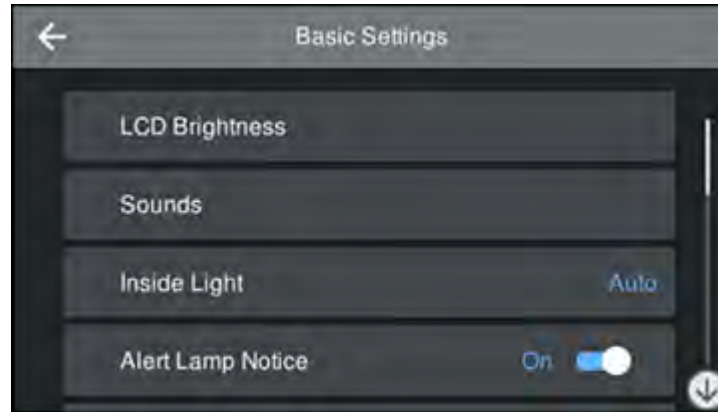 Basic Settings
LCD Brightness
Sounds
Inside Light Auto
Alert Lamp Notice On